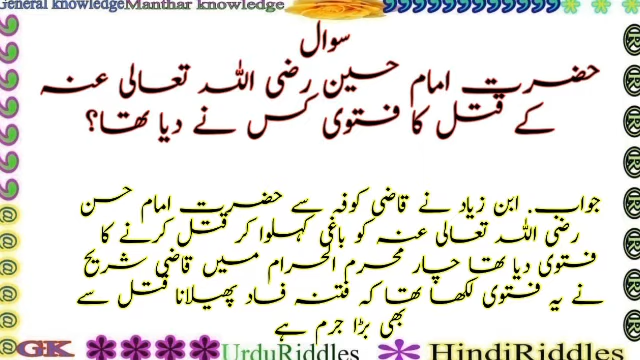 General knowledge Manthar knowledge
سوال
حضرت امام حسین رضی اللہ تعالی عنہ
کے قتل کا فتوی کس نے دیا تھا؟
جواب. ابن زیاد نے قاضی کوفہ سے حضرت امام حسن
رضی اللہ تعالی عنہ کو باغی کہلوا کر قتل کرنے کا
فتوی دیا تھا چار محرم الحرام میں قاضی شریح
نے یہ فتوی لکھا تھا کہ فتنہ فساد پھیلانا قتل سے
بھی بڑا جرم ہے
GK **** UrduRiddles * HindiRiddles